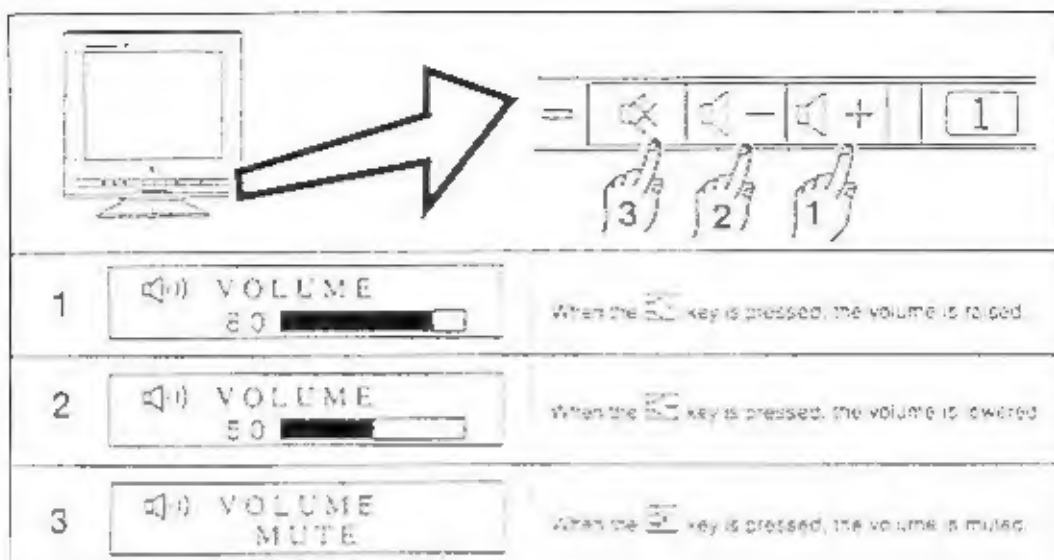 = − + 1
3 2 1
1
VOLUME
80
When the key is pressed, the volume is raised.
2
VOLUME
50
When the key is pressed, the volume is lowered.
3
VOLUME
MUTE
When the key is pressed, the volume is muted.